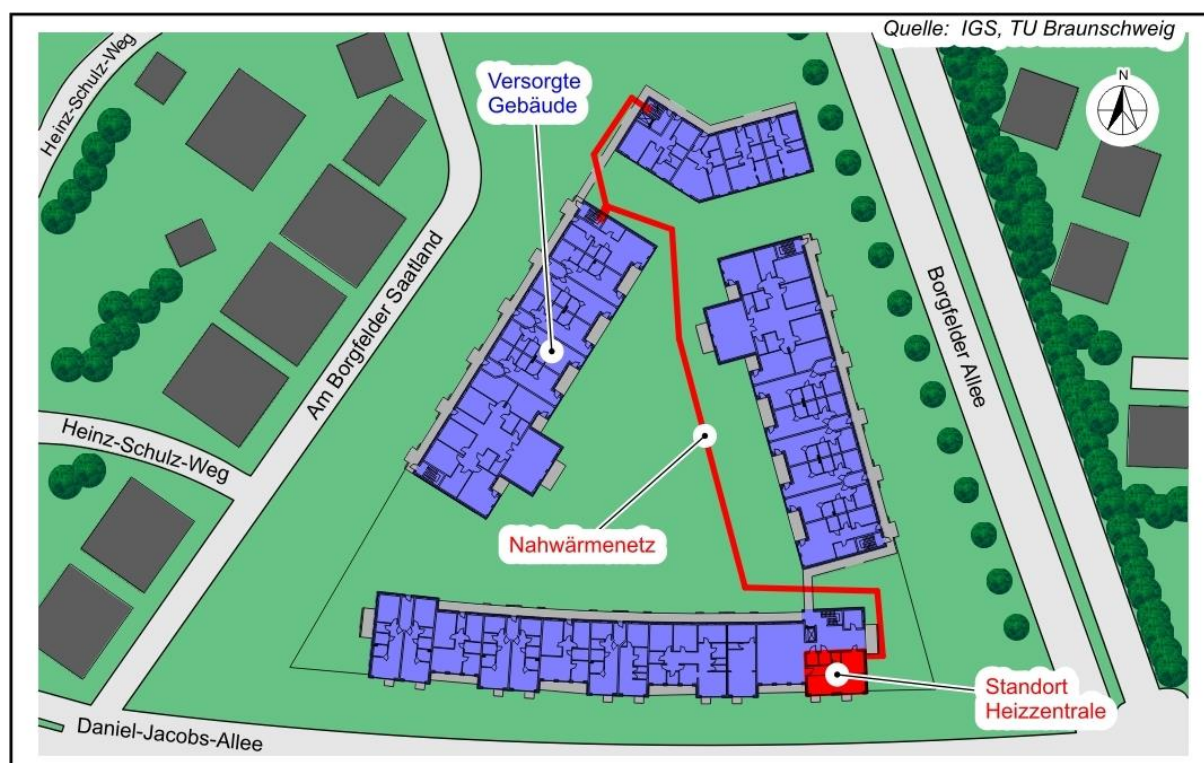 Quelle: IGS, TU Braunschweig
Heinz-Schulz-Weg
Versorgte
Gebäude
N
Am Borgfelder Saatland
Borgfelder Allee
Heinz-Schulz-Weg
Nahwärmenetz
Standort
Heizzentrale
Daniel-Jacobs-Allee